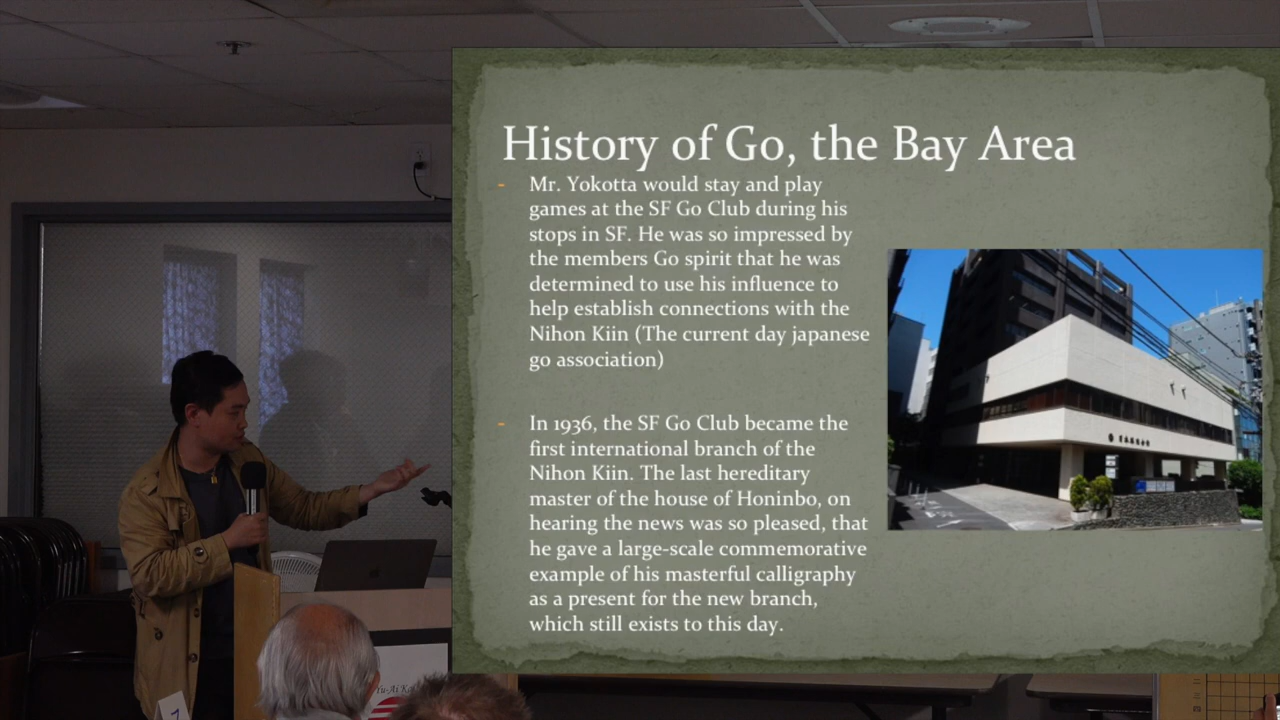 History of Go, the Bay Area
- Mr. Yokotta would stay and play
games at the SF Go Club during his
stops in SF. He was so impressed by
the members Go spirit that he was
determined to use his influence to
help establish connections with the
Nihon Kiin (The current day japanese
go association)
- In 1936, the SF Go Club became the
first international branch of the
Nihon Kiin. The last hereditary
master of the house of Honinbo, on
hearing the news was so pleased, that
he gave a large-scale commemorative
example of his masterful calligraphy
as a present for the new branch,
which still exists to this day.
Yu-Ai
7